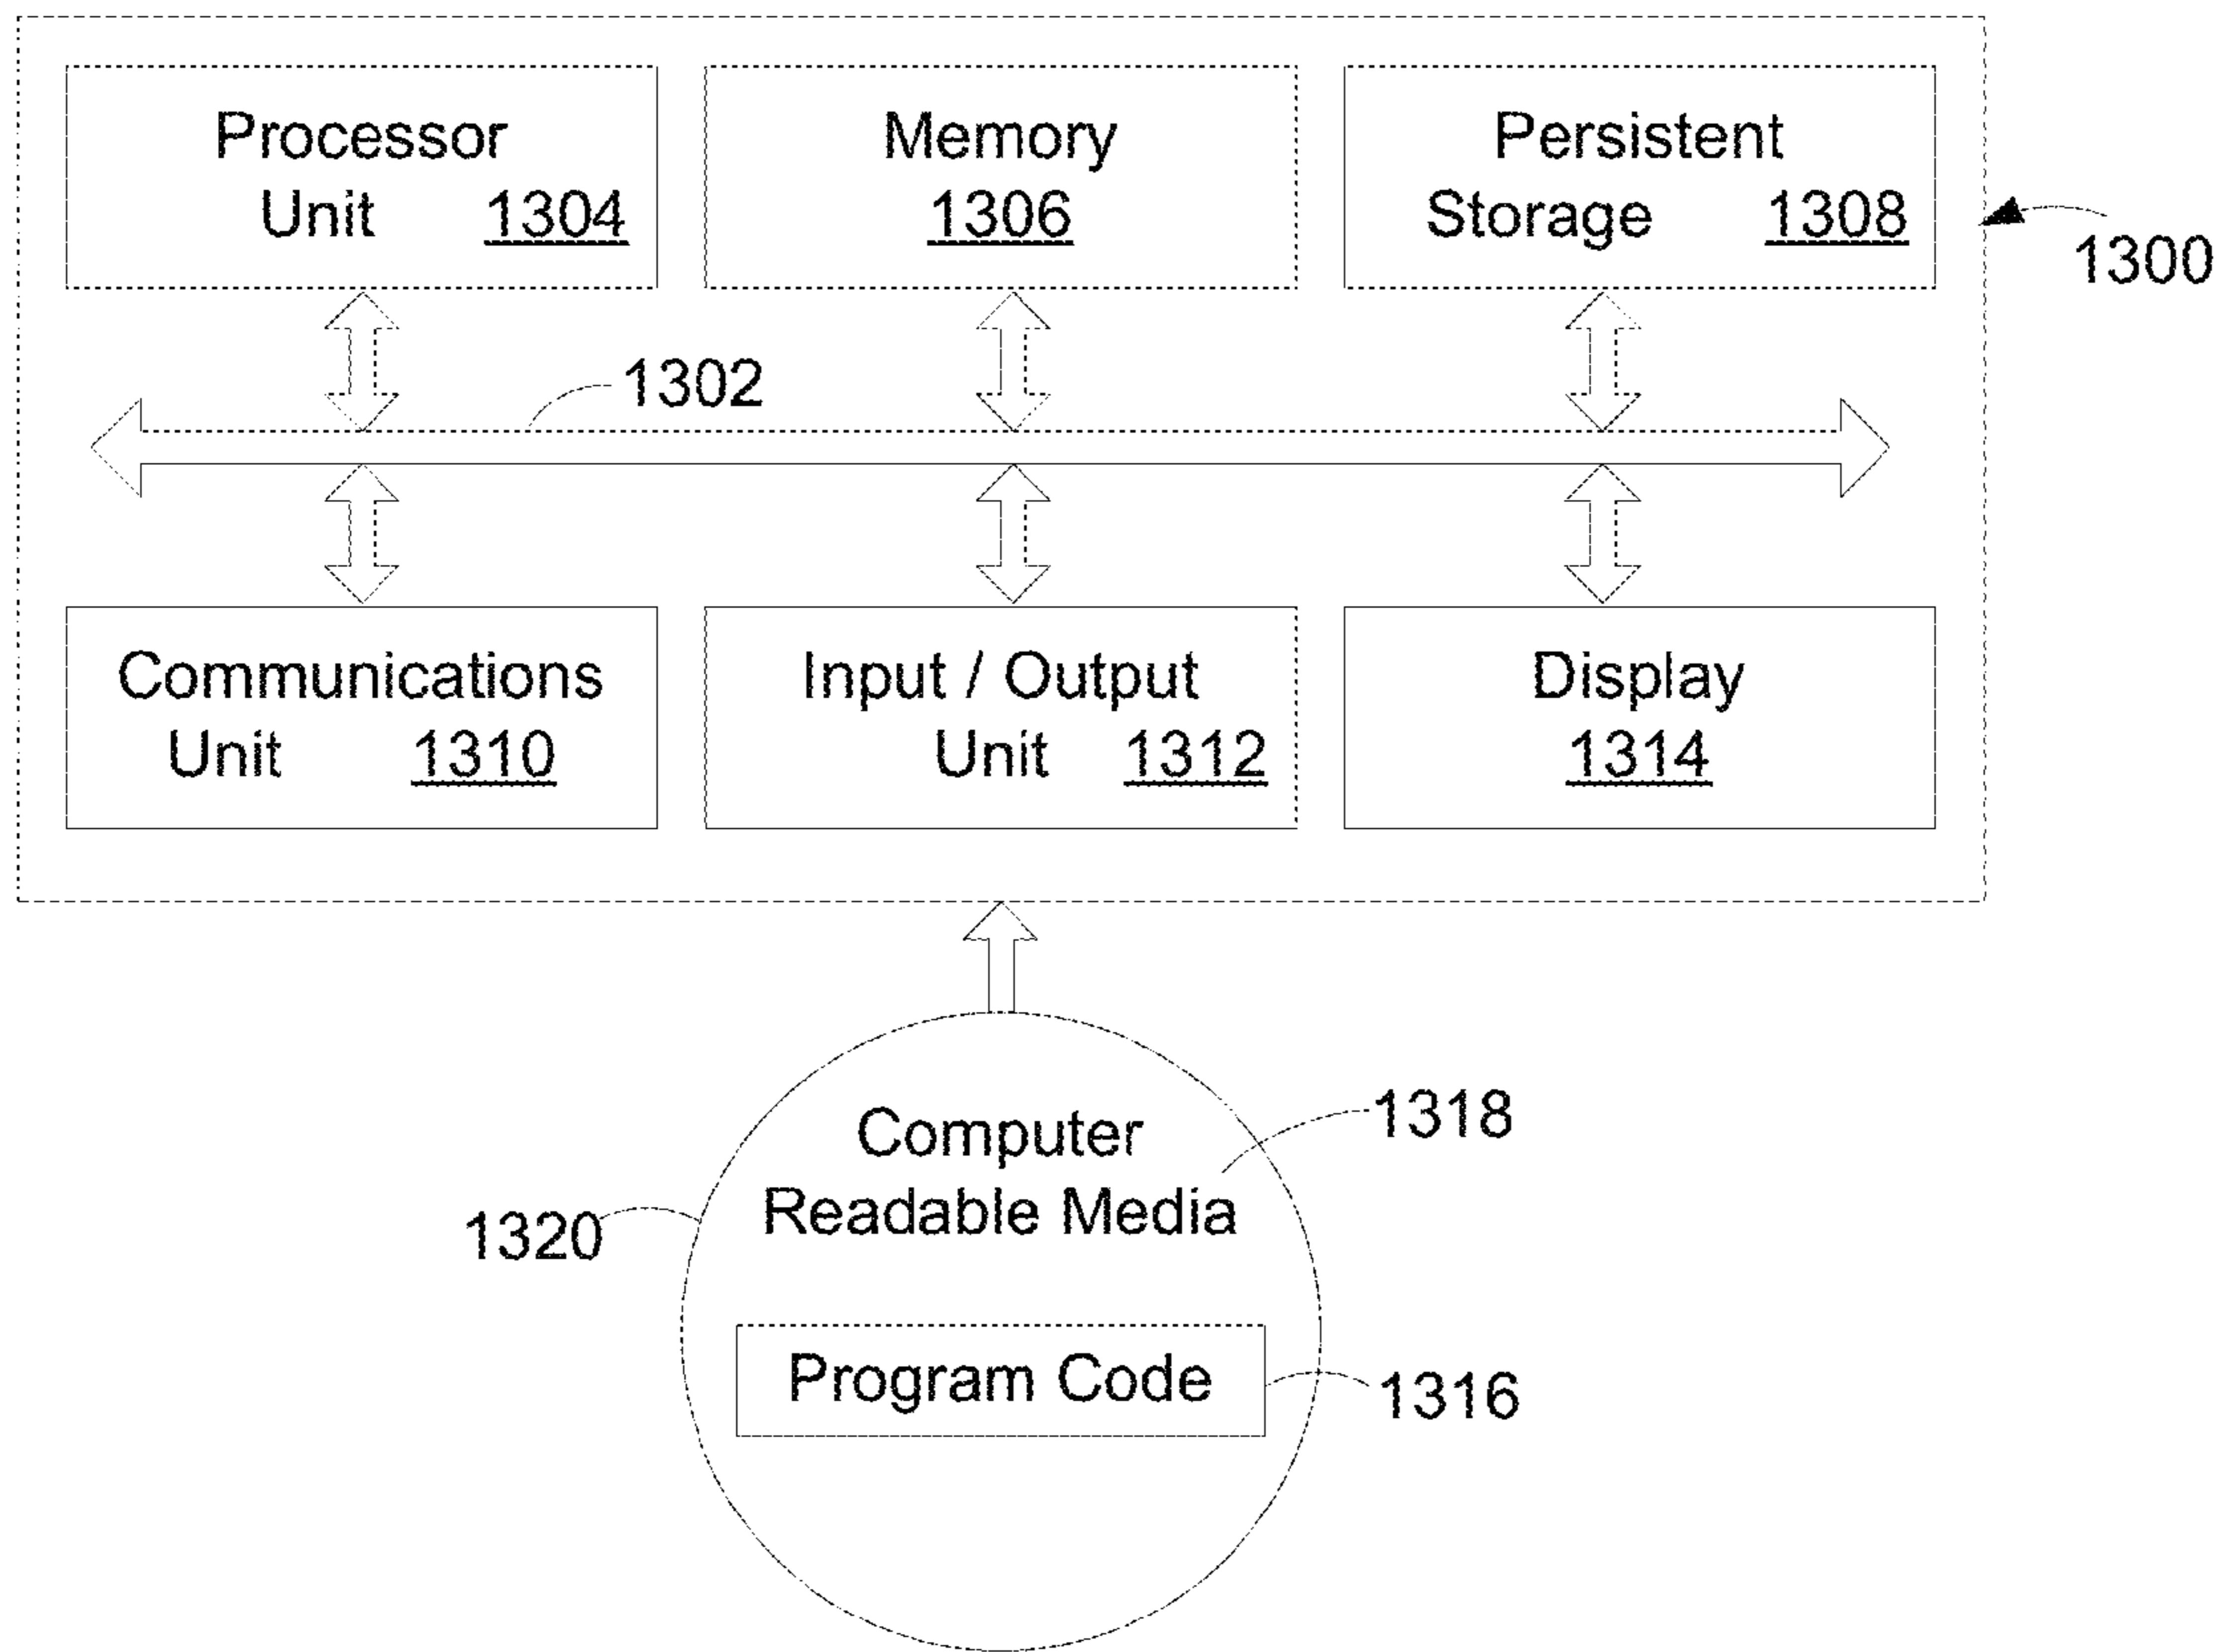 Processor
Unit 1304
Memory
1306
Persistent
Storage 1308
1300
1302
Communications
Unit 1310
Input / Output
Unit 1312
Display
1314
Computer
Readable Media
1318
1320
Program Code
1316